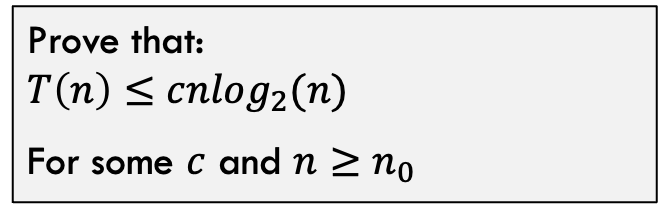 Prove that:
T(n) ≤ cnlog₂(n)
For some c and n ≥ n₀